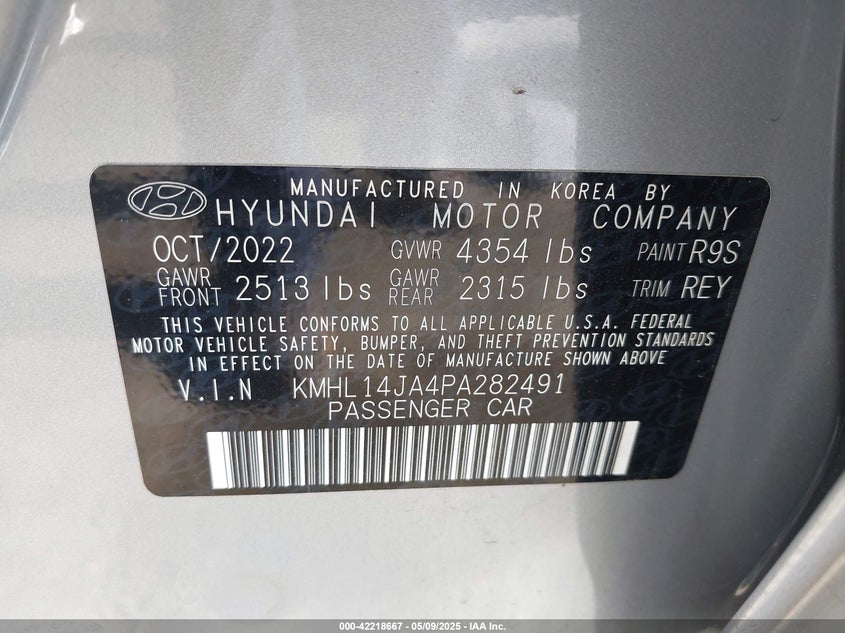 MANUFACTURED IN KOREA BY
HYUNDAI MOTOR COMPANY
OCT/2022 GVWR 4354 lbs PAINT R9S
GAWR FRONT 2513 lbs GAWR REAR 2315 lbs TRIM REY
THIS VEHICLE CONFORMS TO ALL APPLICABLE U.S.A. FEDERAL
MOTOR VEHICLE SAFETY, BUMPER, AND THEFT PREVENTION STANDARDS
IN EFFECT ON THE DATE OF MANUFACTURE SHOWN ABOVE
V.I.N KMHL14JA4PA282491
PASSENGER CAR
000-42218667 - 05/09/2025 - IAA Inc.